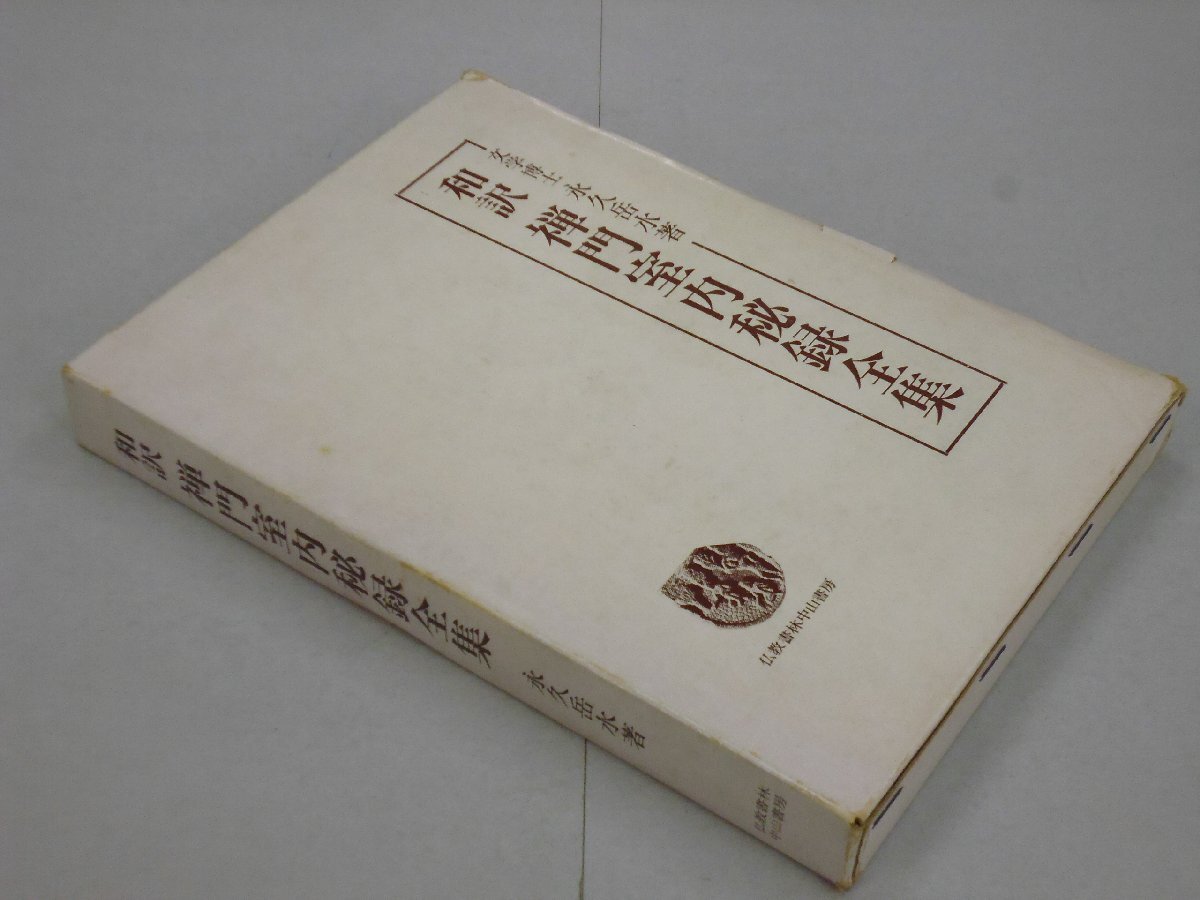 文学博士 永久岳水著
和訳 禅門室内秘録全集
仏教書林中山書房
和訳 禅門室内秘録全集 永久岳水著
仏教書林
中山書房